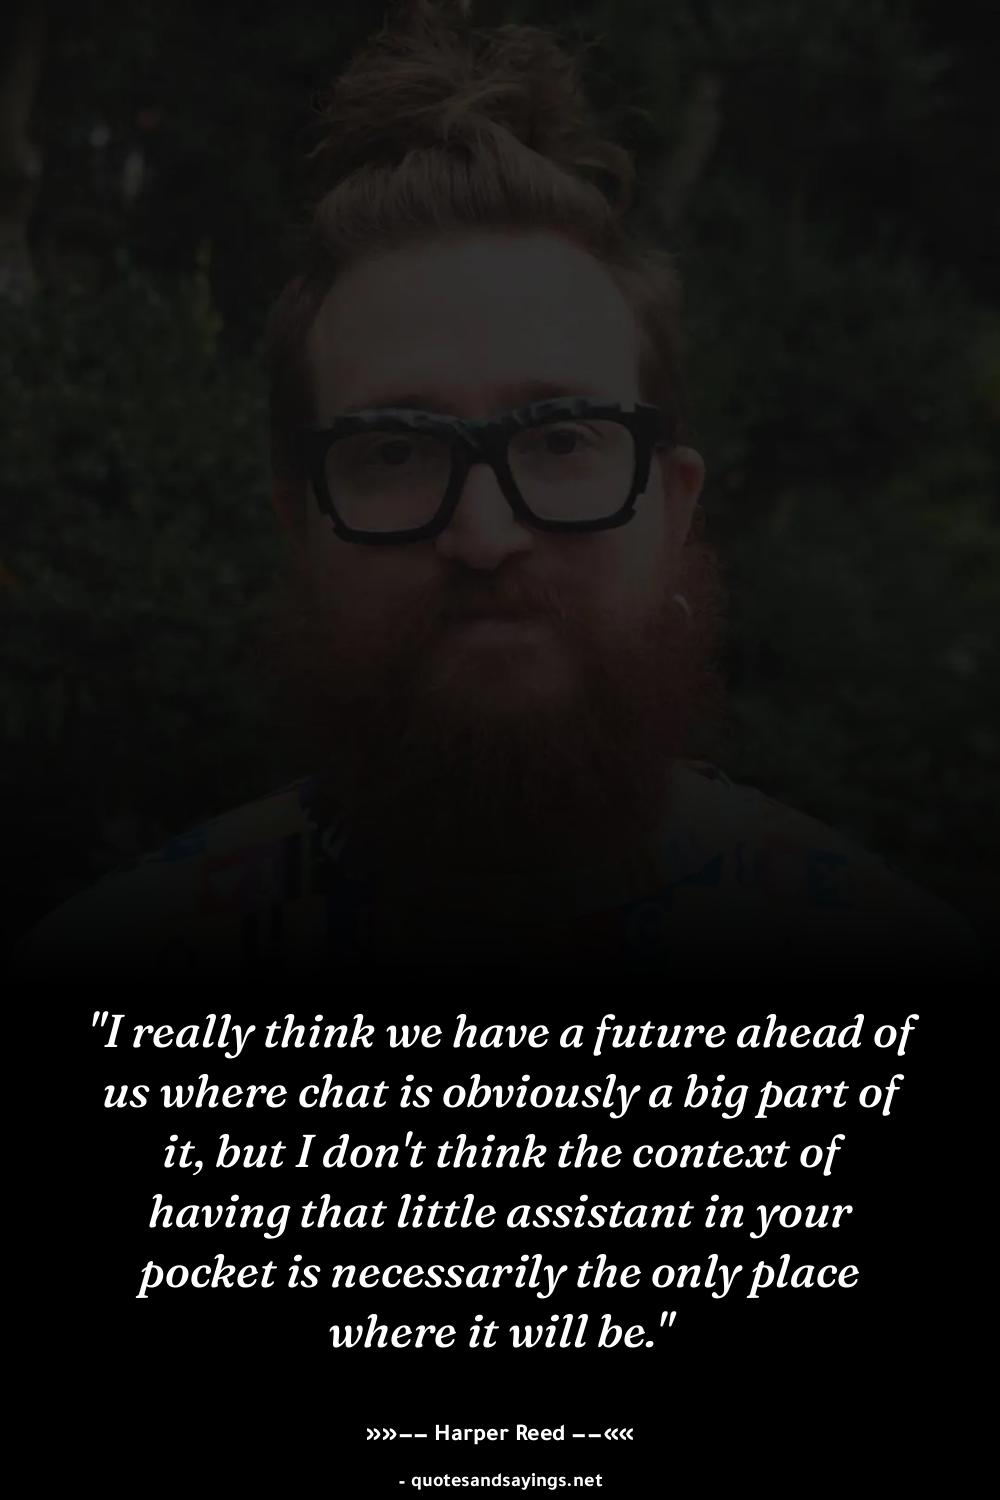 "I really think we have a future ahead of
us where chat is obviously a big part of
it, but I don't think the context of
having that little assistant in your
pocket is necessarily the only place
where it will be."
»»−− Harper Reed −−««
- quotesandsayings.net